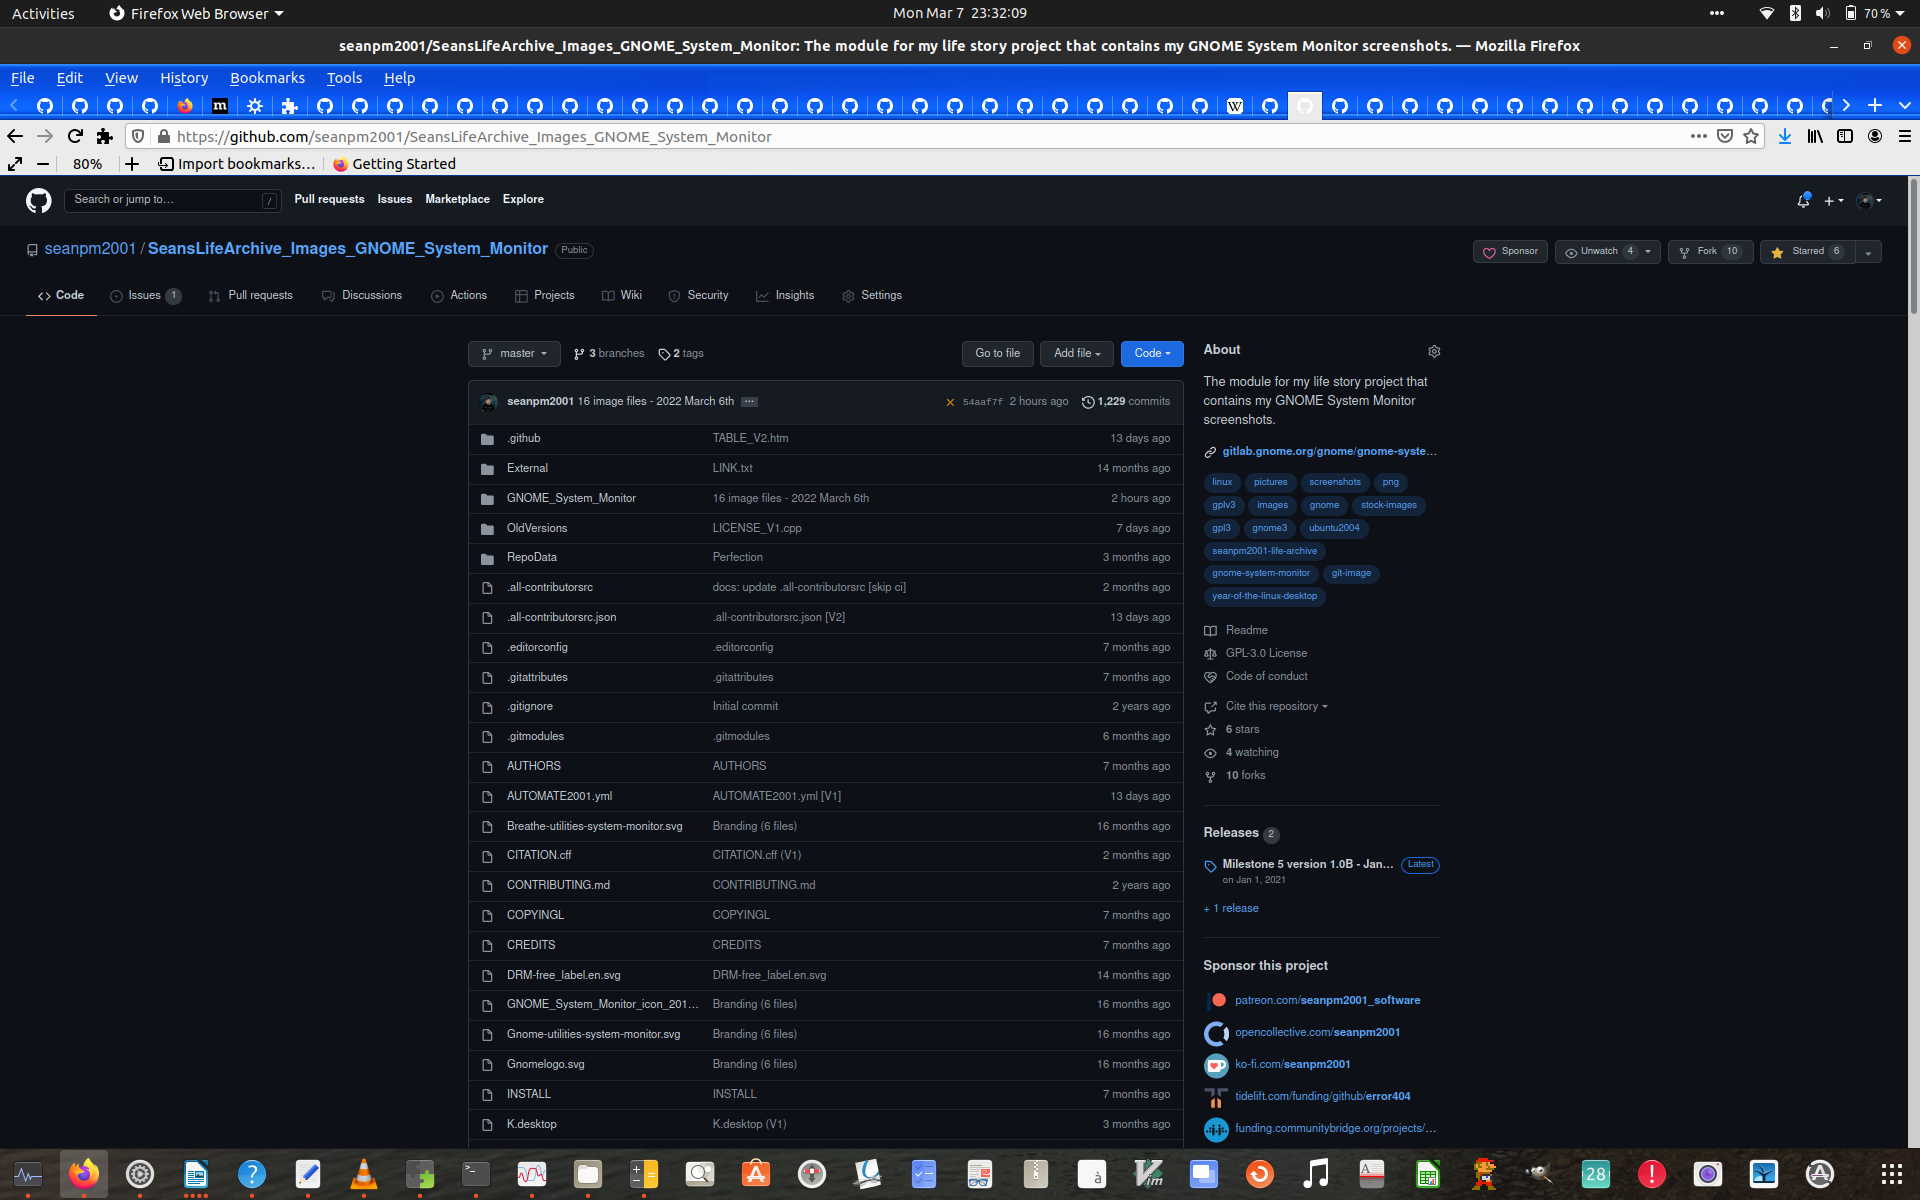 Activities Firefox Web Browser Mon Mar 7 23:32:09 70 %
seanpm2001/SeansLifeArchive_Images_GNOME_System_Monitor: The module for my life story project that contains my GNOME System Monitor screenshots. — Mozilla Firefox
File Edit View History Bookmarks Tools Help
https://github.com/seanpm2001/SeansLifeArchive_Images_GNOME_System_Monitor
80% Import bookmarks… Getting Started
Search or jump to… / Pull requests Issues Marketplace Explore
seanpm2001 / SeansLifeArchive_Images_GNOME_System_Monitor Public
Sponsor Unwatch 4 Fork 10 Starred 6
Code Issues 1 Pull requests Discussions Actions Projects Wiki Security Insights Settings
master 3 branches 2 tags Go to file Add file Code
seanpm2001 16 image files - 2022 March 6th 54aaf7f 2 hours ago 1,229 commits
.github TABLE_V2.htm 13 days ago
External LINK.txt 14 months ago
GNOME_System_Monitor 16 image files - 2022 March 6th 2 hours ago
OldVersions LICENSE_V1.cpp 7 days ago
RepoData Perfection 3 months ago
.all-contributorsrc docs: update .all-contributorsrc [skip ci] 2 months ago
.all-contributorsrc.json .all-contributorsrc.json [V2] 13 days ago
.editorconfig .editorconfig 7 months ago
.gitattributes .gitattributes 7 months ago
.gitignore Initial commit 2 years ago
.gitmodules .gitmodules 6 months ago
AUTHORS AUTHORS 7 months ago
AUTOMATE2001.yml AUTOMATE2001.yml [V1] 13 days ago
Breathe-utilities-system-monitor.svg Branding (6 files) 16 months ago
CITATION.cff CITATION.cff (V1) 2 months ago
CONTRIBUTING.md CONTRIBUTING.md 2 years ago
COPYINGL COPYINGL 7 months ago
CREDITS CREDITS 7 months ago
DRM-free_label.en.svg DRM-free_label.en.svg 14 months ago
GNOME_System_Monitor_icon_201… Branding (6 files) 16 months ago
Gnome-utilities-system-monitor.svg Branding (6 files) 16 months ago
Gnomelogo.svg Branding (6 files) 16 months ago
INSTALL INSTALL 7 months ago
K.desktop K.desktop (V1) 3 months ago
About
The module for my life story project that
contains my GNOME System Monitor
screenshots.
gitlab.gnome.org/gnome/gnome-syste…
linux pictures screenshots png
gplv3 images gnome stock-images
gpl3 gnome3 ubuntu2004
seanpm2001-life-archive
gnome-system-monitor git-image
year-of-the-linux-desktop
Readme
GPL-3.0 License
Code of conduct
Cite this repository
6 stars
4 watching
10 forks
Releases 2
Milestone 5 version 1.0B - Jan… Latest
on Jan 1, 2021
+ 1 release
Sponsor this project
patreon.com/seanpm2001_software
opencollective.com/seanpm2001
ko-fi.com/seanpm2001
tidelift.com/funding/github/error404
funding.communitybridge.org/projects/…
28